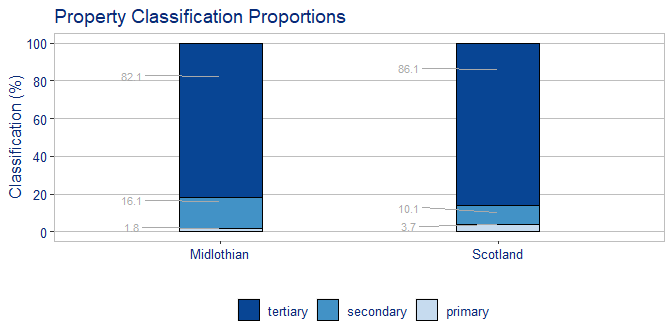 Property Classification Proportions
Classification (%)
100
80
60
40
20
0
82.1
16.1
1.8
86.1
10.1
3.7
Midlothian
Scotland
tertiary secondary primary